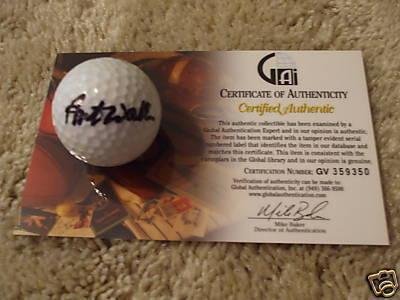 GAI
CERTIFICATE OF AUTHENTICITY
Certified Authentic
This authentic collectible has been examined by a
Global Authentication Expert and in our opinion is authentic.
The item has been marked with a tamper evident serial
numbered label that identifies the item in our database and
matches this certificate. This item is consistent with the
exemplars in the Global library and in our opinion is genuine.
CERTIFICATION NUMBER: GV 359350
Verification of authenticity can be made to:
Global Authentication, Inc. at (949)
globalauthentication.com
Mike Baker
Director of Authentication